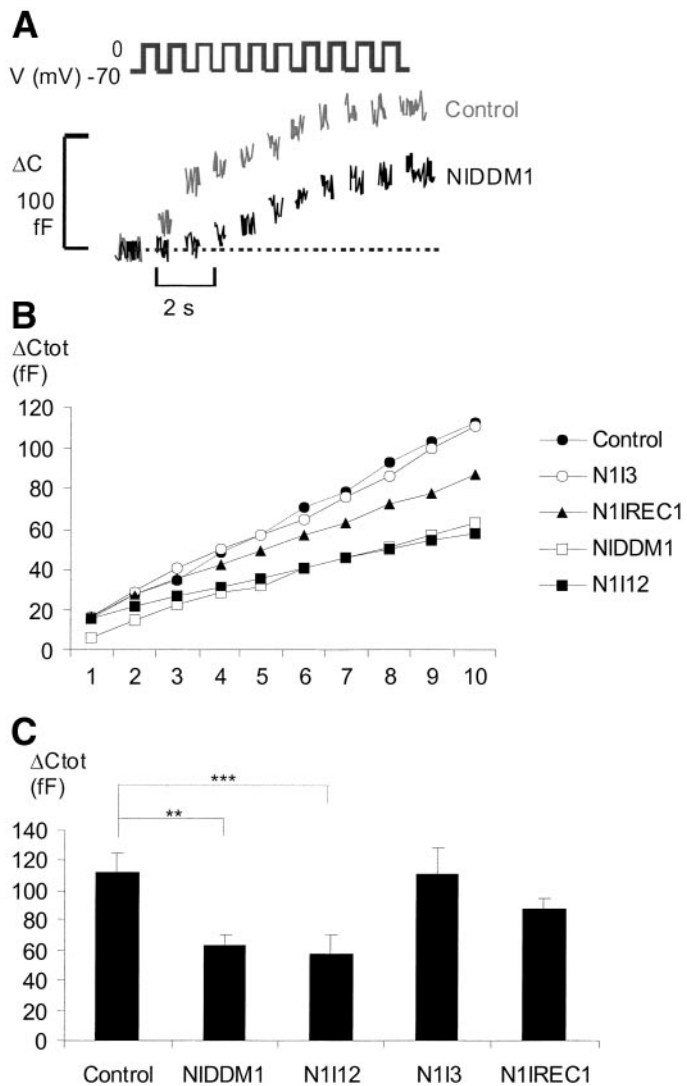 A
0
V (mV) -70
Control
ΔC
100
fF
NIDDM1
2 s
B
ΔCtot
(fF)
120
100
80
60
40
20
0
1 2 3 4 5 6 7 8 9 10
Control
N1I3
N1IREC1
NIDDM1
N1I12
C
ΔCtot
(fF)
***
**
140
120
100
80
60
40
20
0
Control NIDDM1 N1I12 N1I3 N1IREC1